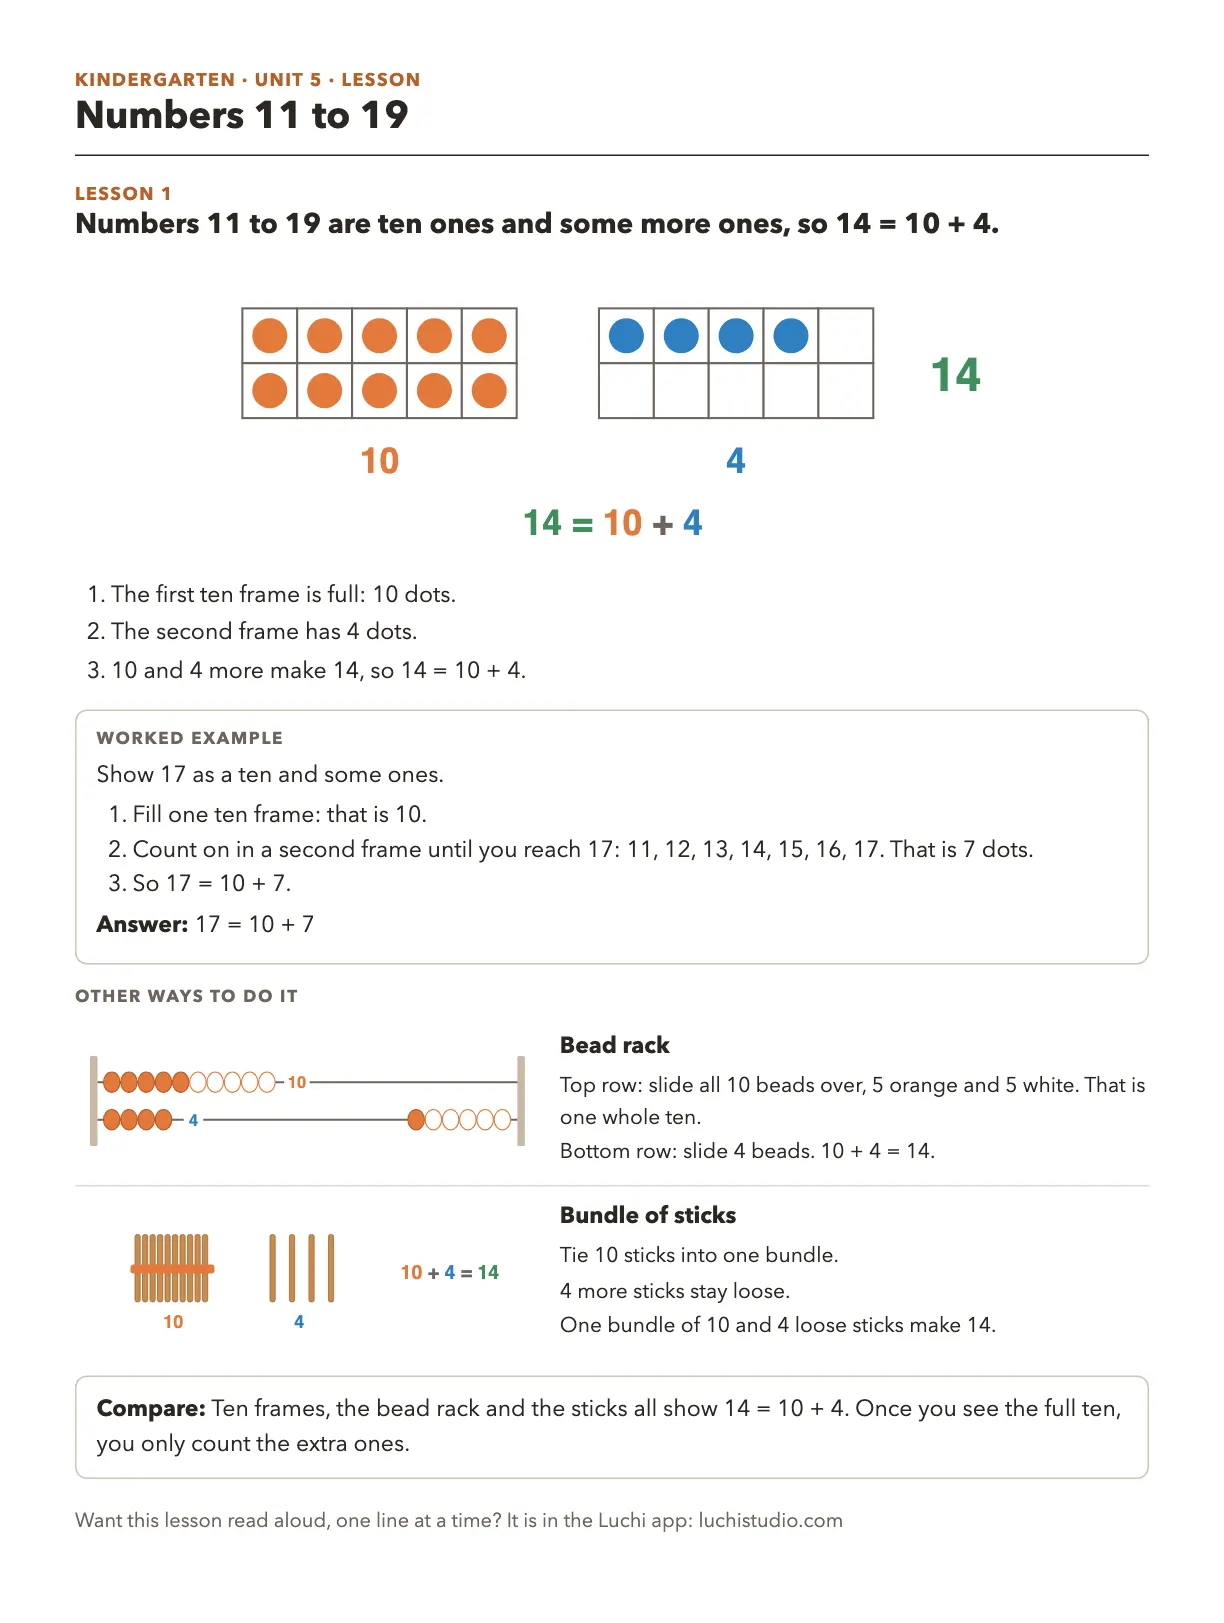 KINDERGARTEN · UNIT 5 · LESSON
Numbers 11 to 19
LESSON 1
Numbers 11 to 19 are ten ones and some more ones, so 14 = 10 + 4.
14
10
4
14 = 10 + 4
1. The first ten frame is full: 10 dots.
2. The second frame has 4 dots.
3. 10 and 4 more make 14, so 14 = 10 + 4.
WORKED EXAMPLE
Show 17 as a ten and some ones.
1. Fill one ten frame: that is 10.
2. Count on in a second frame until you reach 17: 11, 12, 13, 14, 15, 16, 17. That is 7 dots.
3. So 17 = 10 + 7.
Answer: 17 = 10 + 7
OTHER WAYS TO DO IT
10
4
Bead rack
Top row: slide all 10 beads over, 5 orange and 5 white. That is
one whole ten.
Bottom row: slide 4 beads. 10 + 4 = 14.
10
4
10 + 4 = 14
Bundle of sticks
Tie 10 sticks into one bundle.
4 more sticks stay loose.
One bundle of 10 and 4 loose sticks make 14.
Compare: Ten frames, the bead rack and the sticks all show 14 = 10 + 4. Once you see the full ten,
you only count the extra ones.
Want this lesson read aloud, one line at a time? It is in the Luchi app: luchistudio.com